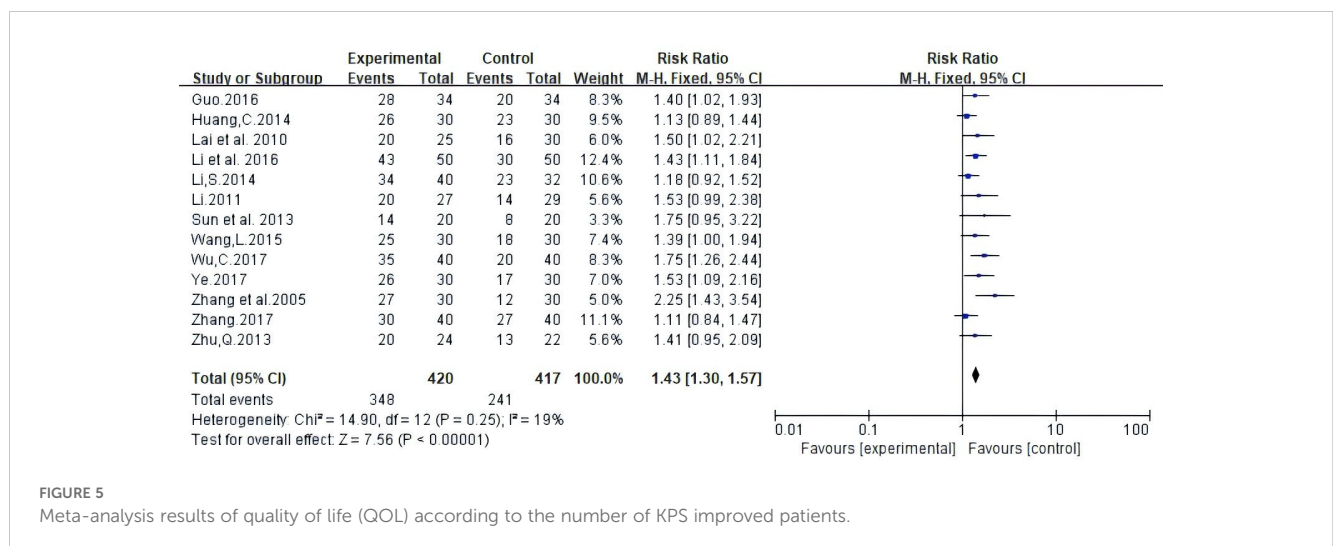 Experimental Control Risk Ratio Risk Ratio
Study or Subgroup Events Total Events Total Weight M-H, Fixed, 95% CI M-H, Fixed, 95% CI
Guo.2016 28 34 20 34 8.3% 1.40 [1.02, 1.93]
Huang,C.2014 26 30 23 30 9.5% 1.13 [0.89, 1.44]
Lai et al. 2010 20 25 16 30 6.0% 1.50 [1.02, 2.21]
Li et al. 2016 43 50 30 50 12.4% 1.43 [1.11, 1.84]
Li,S.2014 34 40 23 32 10.6% 1.18 [0.92, 1.52]
Li.2011 20 27 14 29 5.6% 1.53 [0.99, 2.38]
Sun et al. 2013 14 20 8 20 3.3% 1.75 [0.95, 3.22]
Wang,L.2015 25 30 18 30 7.4% 1.39 [1.00, 1.94]
Wu,C.2017 35 40 20 40 8.3% 1.75 [1.26, 2.44]
Ye.2017 26 30 17 30 7.0% 1.53 [1.09, 2.16]
Zhang et al.2005 27 30 12 30 5.0% 2.25 [1.43, 3.54]
Zhang.2017 30 40 27 40 11.1% 1.11 [0.84, 1.47]
Zhu,Q.2013 20 24 13 22 5.6% 1.41 [0.95, 2.09]
Total (95% CI) 420 417 100.0% 1.43 [1.30, 1.57]
Total events 348 241
Heterogeneity: Chi² = 14.90, df = 12 (P = 0.25); I² = 19%
Test for overall effect: Z = 7.56 (P < 0.00001)
0.01 0.1 1 10 100
Favours [experimental] Favours [control]
FIGURE 5
Meta-analysis results of quality of life (QOL) according to the number of KPS improved patients.